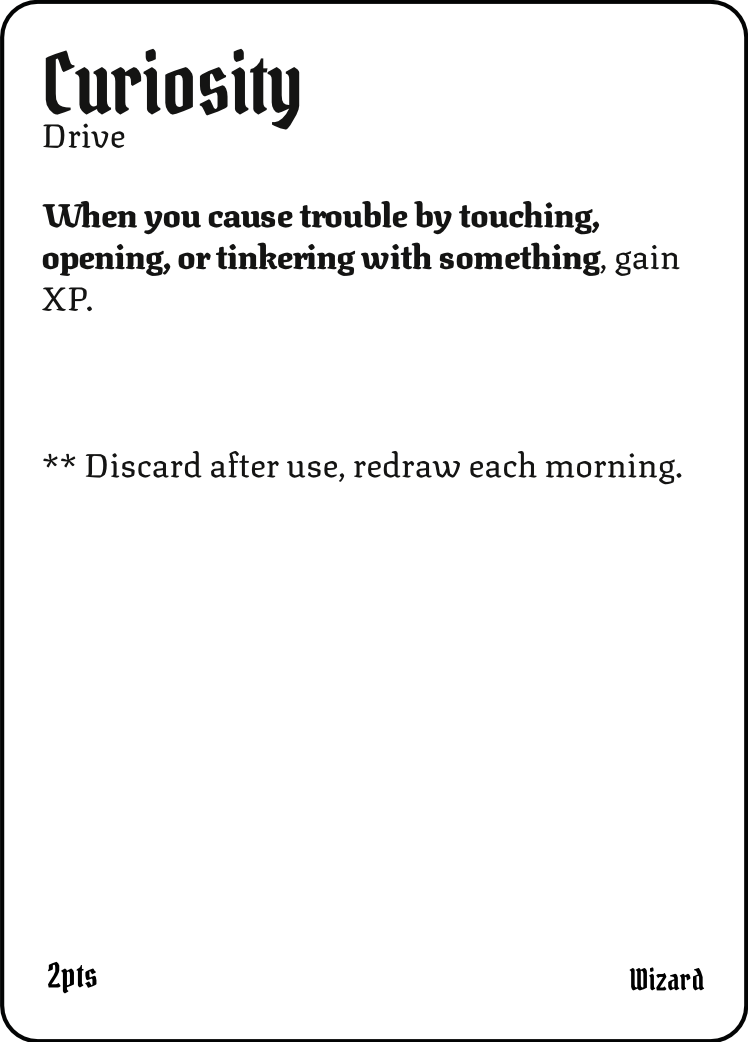 Curiosity
Drive
When you cause trouble by touching,
opening, or tinkering with something, gain
XP.
** Discard after use, redraw each morning.
2pts
Wizard